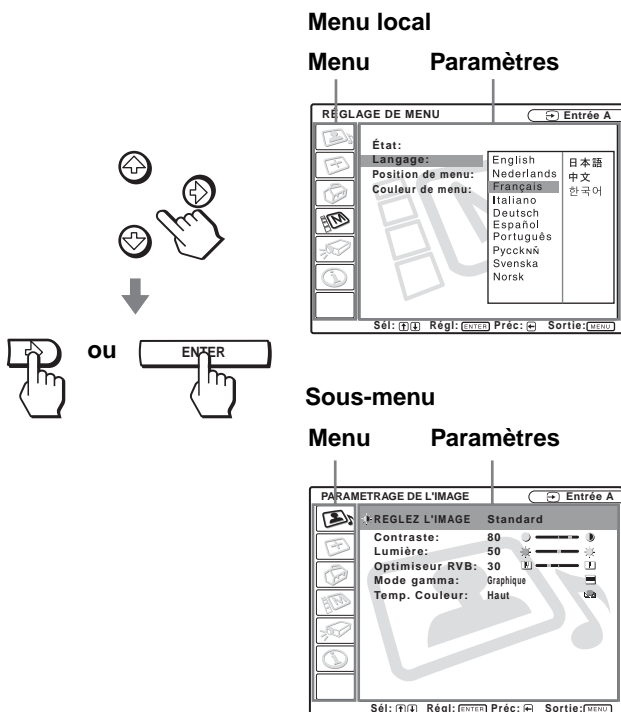 Menu local
Menu Paramètres
RÉGLAGE DE MENU Entrée A
État:
Langage:
Position de menu:
Couleur de menu:
English
Nederlands
Français
Italiano
Deutsch
Español
Português
Русский
Svenska
Norsk
日本語
中文
한국어
Sél: Régl: ENTER Préc: Sortie: MENU
ou
ENTER
Sous-menu
Menu Paramètres
PARAMETRAGE DE L'IMAGE Entrée A
REGLEZ L'IMAGE Standard
Contraste: 80
Lumière: 50
Optimiseur RVB: 30
Mode gamma: Graphique
Temp. Couleur: Haut
Sél: Régl: ENTER Préc: Sortie: MENU